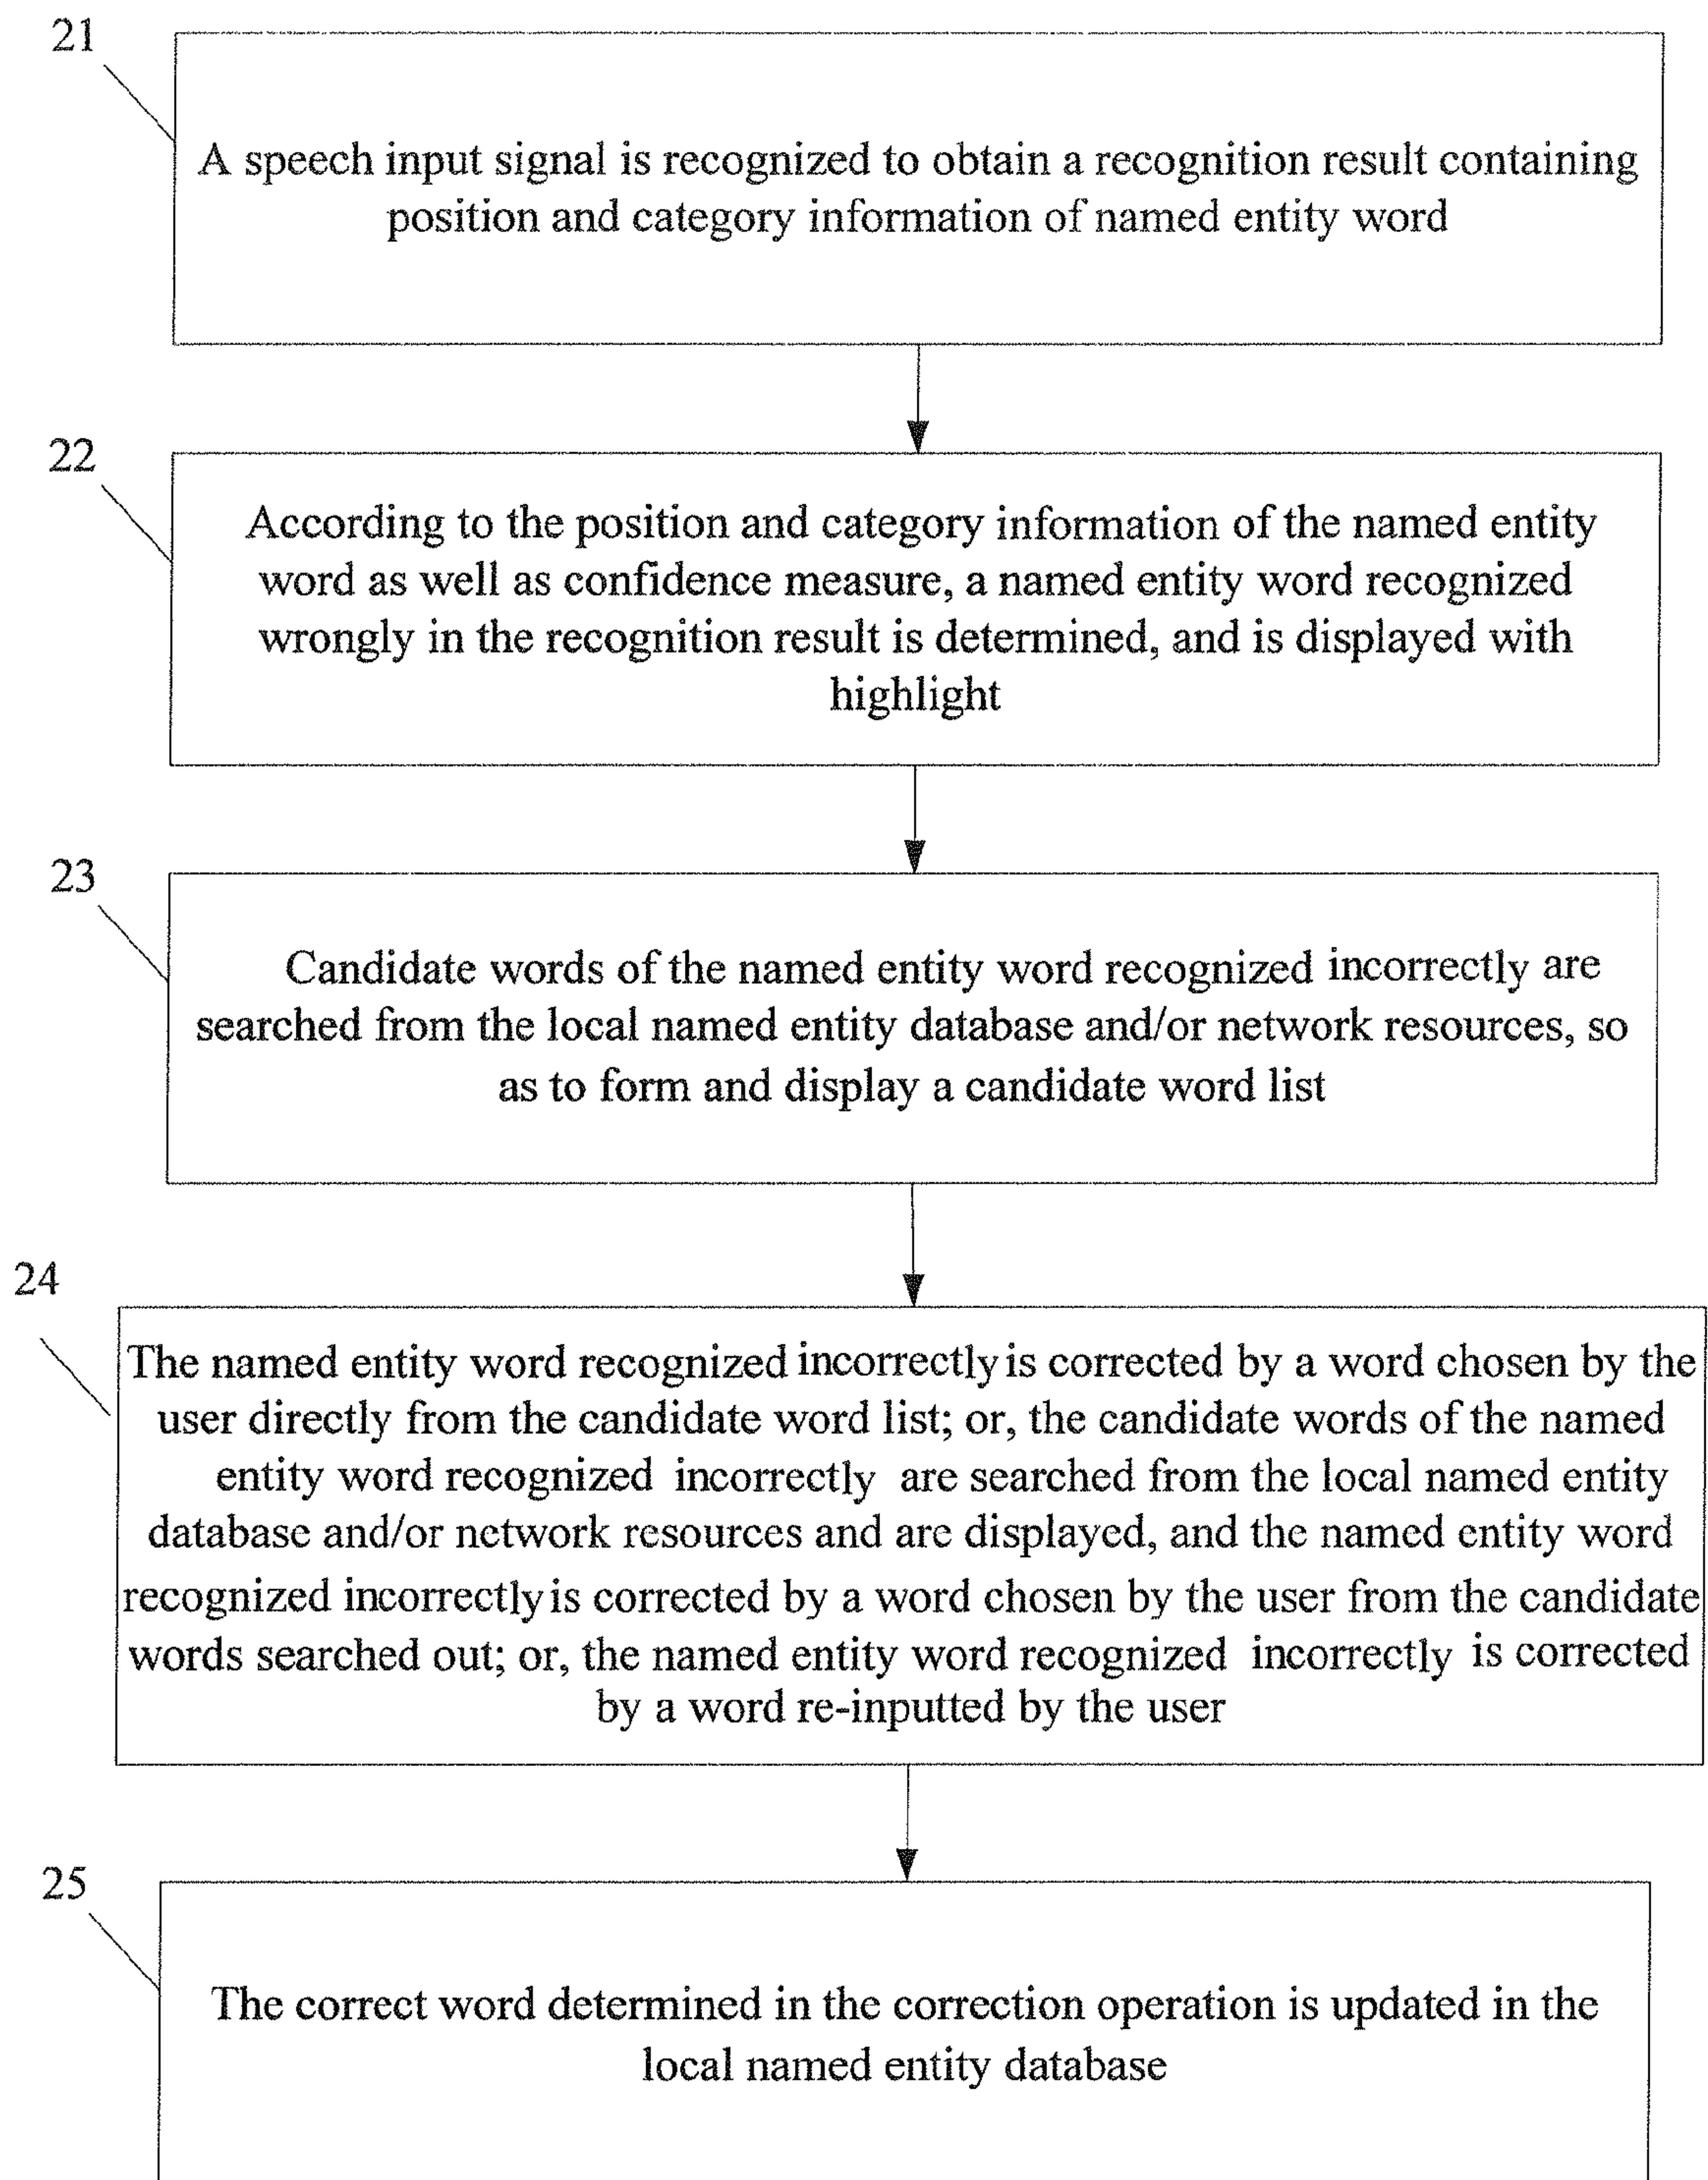 21
A speech input signal is recognized to obtain a recognition result containing
position and category information of named entity word
22
According to the position and category information of the named entity
word as well as confidence measure, a named entity word recognized
wrongly in the recognition result is determined, and is displayed with
highlight
23
Candidate words of the named entity word recognized incorrectly are
searched from the local named entity database and/or network resources, so
as to form and display a candidate word list
24
The named entity word recognized incorrectly is corrected by a word chosen by the
user directly from the candidate word list; or, the candidate words of the named
entity word recognized incorrectly are searched from the local named entity
database and/or network resources and are displayed, and the named entity word
recognized incorrectly is corrected by a word chosen by the user from the candidate
words searched out; or, the named entity word recognized incorrectly is corrected
by a word re-inputted by the user
25
The correct word determined in the correction operation is updated in the
local named entity database